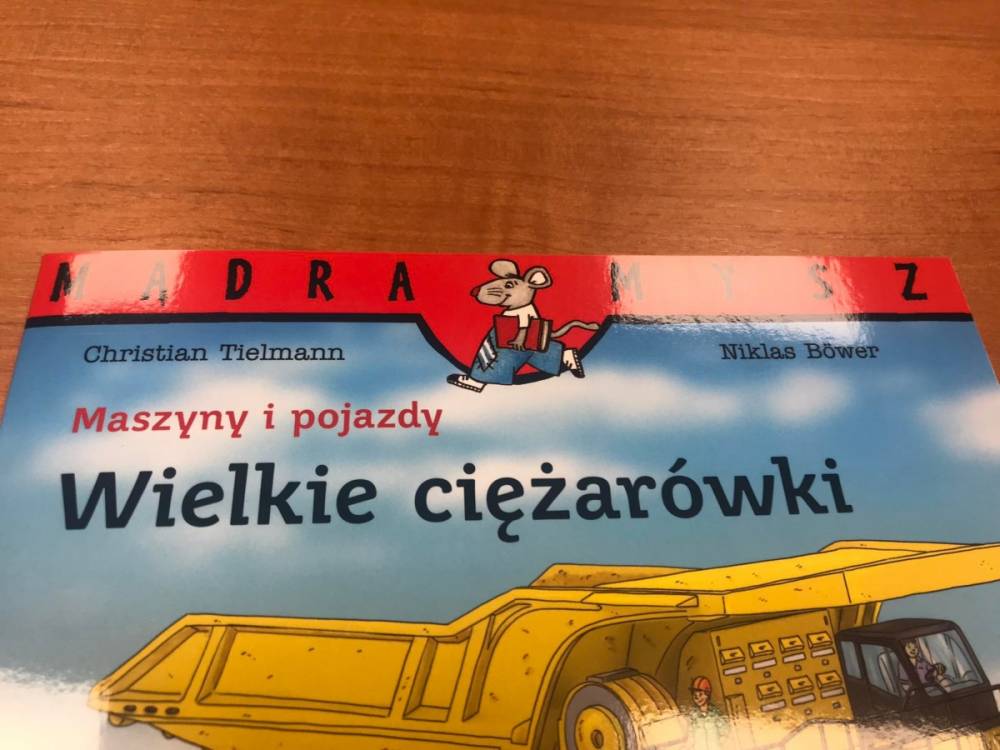 MĄDRA MYSZ
Christian Tielmann Niklas Böwer
Maszyny i pojazdy
Wielkie ciężarówki